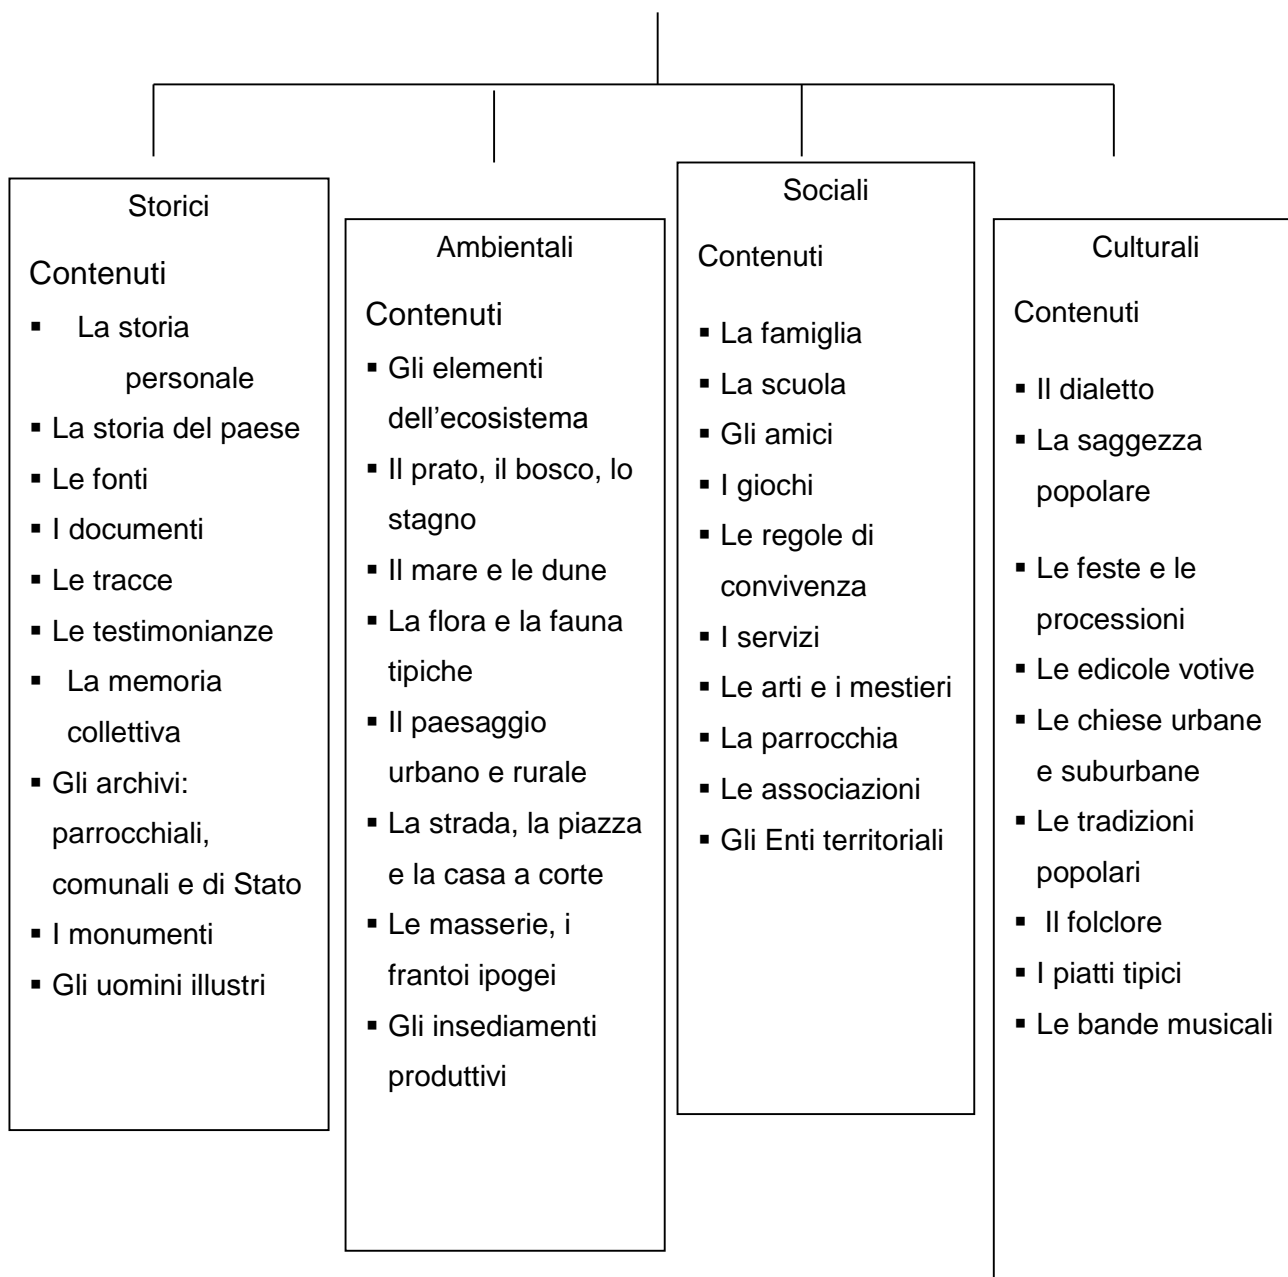 Storici
Contenuti
▪ La storia
personale
▪ La storia del paese
▪ Le fonti
▪ I documenti
▪ Le tracce
▪ Le testimonianze
▪ La memoria
collettiva
▪ Gli archivi:
parrocchiali,
comunali e di Stato
▪ I monumenti
▪ Gli uomini illustri
Ambientali
Contenuti
▪ Gli elementi
dell’ecosistema
▪ Il prato, il bosco, lo
stagno
▪ Il mare e le dune
▪ La flora e la fauna
tipiche
▪ Il paesaggio
urbano e rurale
▪ La strada, la piazza
e la casa a corte
▪ Le masserie, i
frantoi ipogei
▪ Gli insediamenti
produttivi
Sociali
Contenuti
▪ La famiglia
▪ La scuola
▪ Gli amici
▪ I giochi
▪ Le regole di
convivenza
▪ I servizi
▪ Le arti e i mestieri
▪ La parrocchia
▪ Le associazioni
▪ Gli Enti territoriali
Culturali
Contenuti
▪ Il dialetto
▪ La saggezza
popolare
▪ Le feste e le
processioni
▪ Le edicole votive
▪ Le chiese urbane
e suburbane
▪ Le tradizioni
popolari
▪ Il folclore
▪ I piatti tipici
▪ Le bande musicali